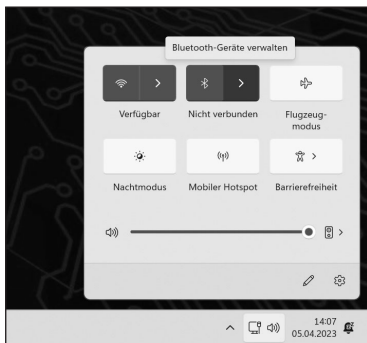 Bluetooth-Geräte verwalten
Verfügbar
Nicht verbunden
Flugzeug-
modus
Nachtmodus
Mobiler Hotspot
Barrierefreiheit
14:07
05.04.2023